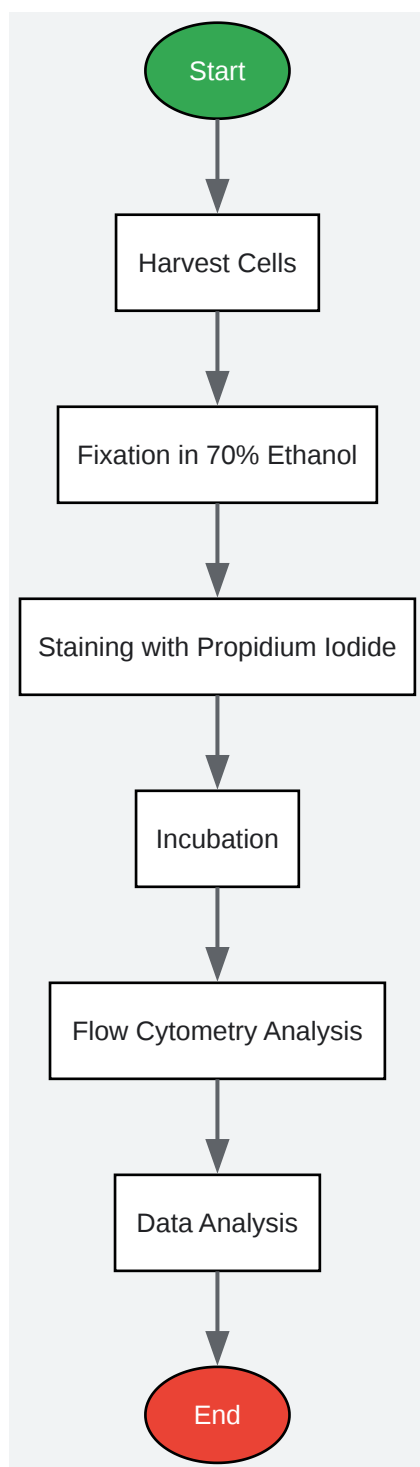 Start
Harvest Cells
Fixation in 70% Ethanol
Staining with Propidium Iodide
Incubation
Flow Cytometry Analysis
Data Analysis
End